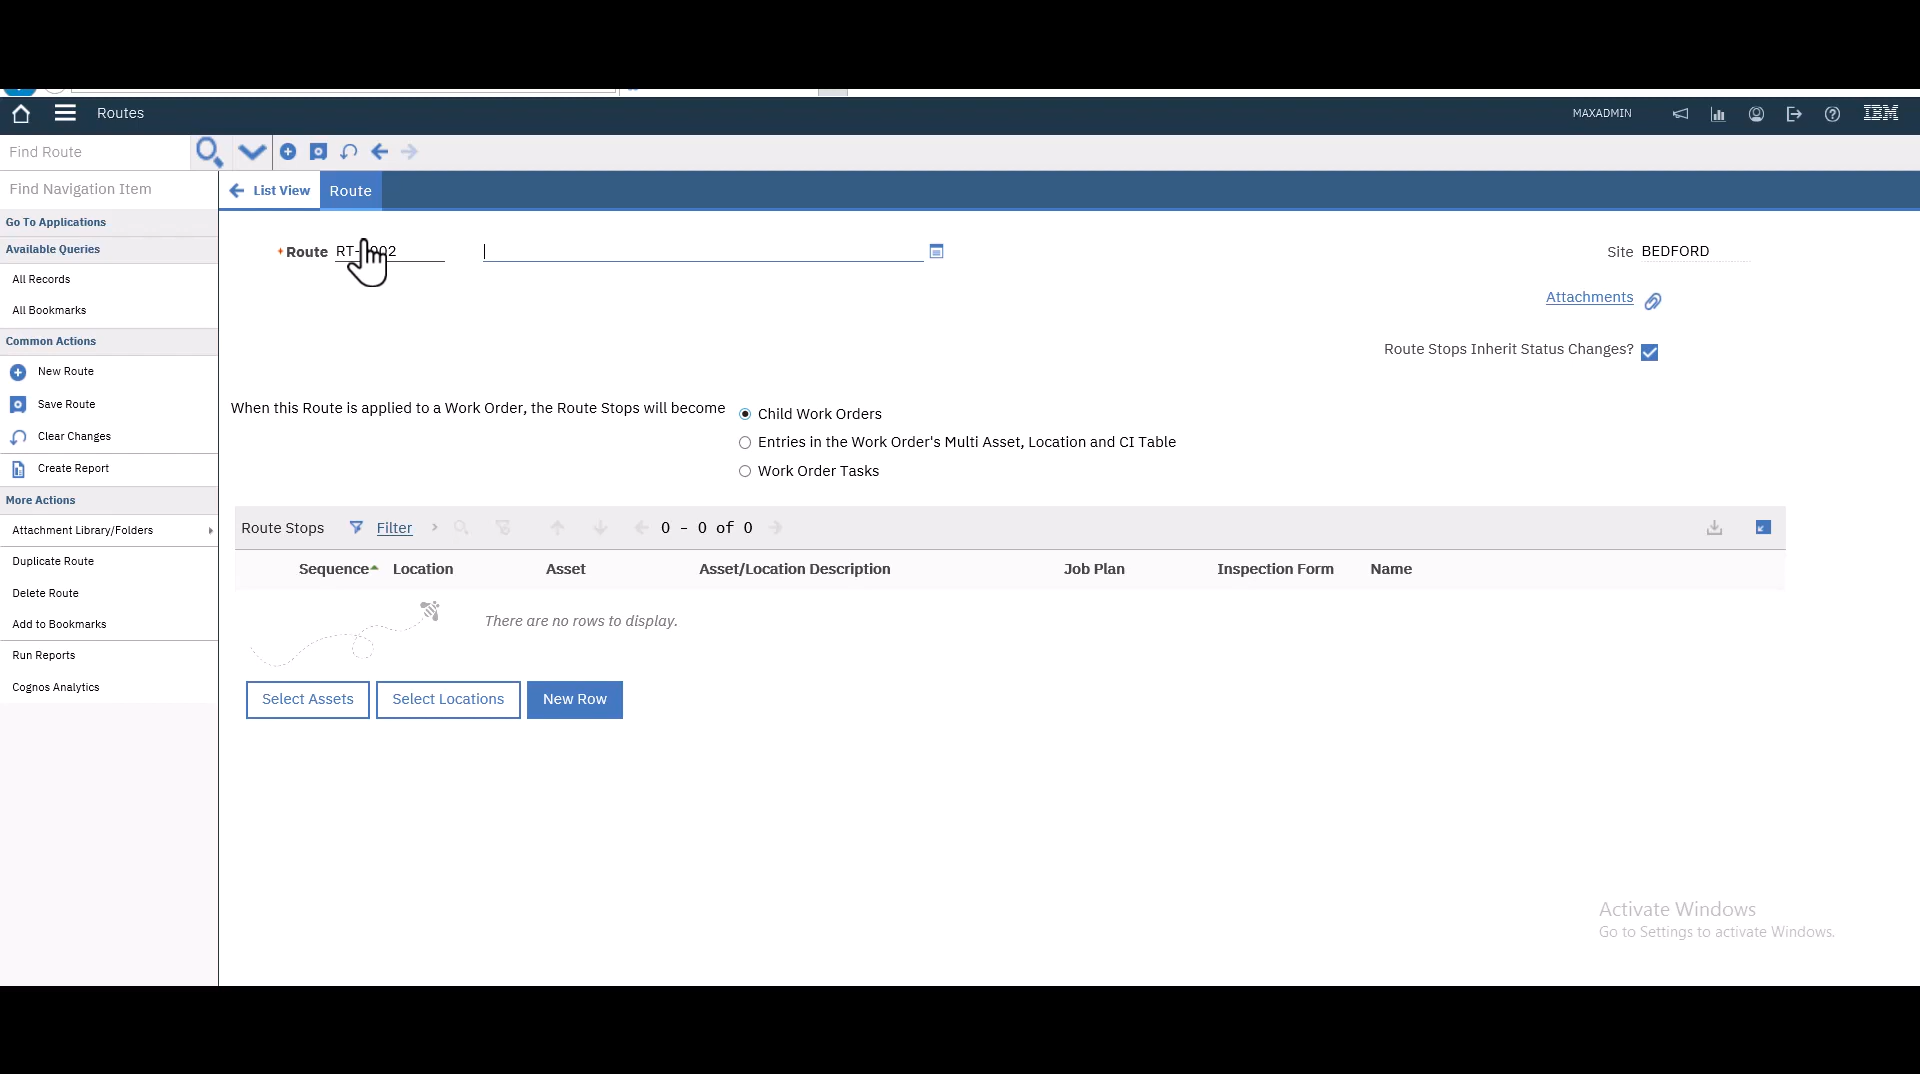 Routes
MAXADMIN
IBM
Find Route
Find Navigation Item
List View
Route
Go To Applications
Available Queries
All Records
All Bookmarks
Common Actions
New Route
Save Route
Clear Changes
Create Report
More Actions
Attachment Library/Folders
Duplicate Route
Delete Route
Add to Bookmarks
Run Reports
Cognos Analytics
Route
Site BEDFORD
Attachments
Route Stops Inherit Status Changes?
When this Route is applied to a Work Order, the Route Stops will become
Child Work Orders
Entries in the Work Order's Multi Asset, Location and CI Table
Work Order Tasks
Route Stops Filter 0 - 0 of 0
Sequence Location Asset Asset/Location Description Job Plan Inspection Form Name
There are no rows to display.
Select Assets Select Locations New Row
Activate Windows
Go to Settings to activate Windows.